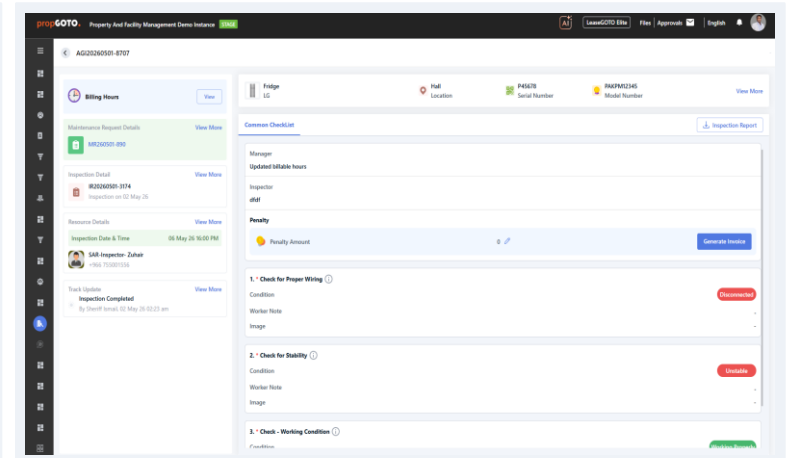 propGOTO. Property And Facility Management Demo Instance STAGE
AI LeaseGOTO Elite Files Approvals English
AGI20260501-8707
Billing Hours View
Maintenance Request Details View More
MR260501-890
Inspection Detail View More
IR20260501-3174
Inspection on 02 May 26
Resource Details View More
Inspection Date & Time 06 May 26 16:00 PM
SAR-Inspector- Zuhair
+966 755001556
Track Update View More
Inspection Completed
By Sheriff Ismail, 02 May 26 02:23 am
Fridge
LG
Hall
Location
P45678
Serial Number
PAKPM12345
Model Number
View More
Common CheckList
Inspection Report
Manager
Updated billable hours
Inspector
dfdf
Penalty
Penalty Amount 0 Generate Invoice
1. * Check for Proper Wiring
Condition Disconnected
Worker Note -
Image -
2. * Check for Stability
Condition Unstable
Worker Note -
Image -
3. * Check - Working Condition
Condition Working Properly